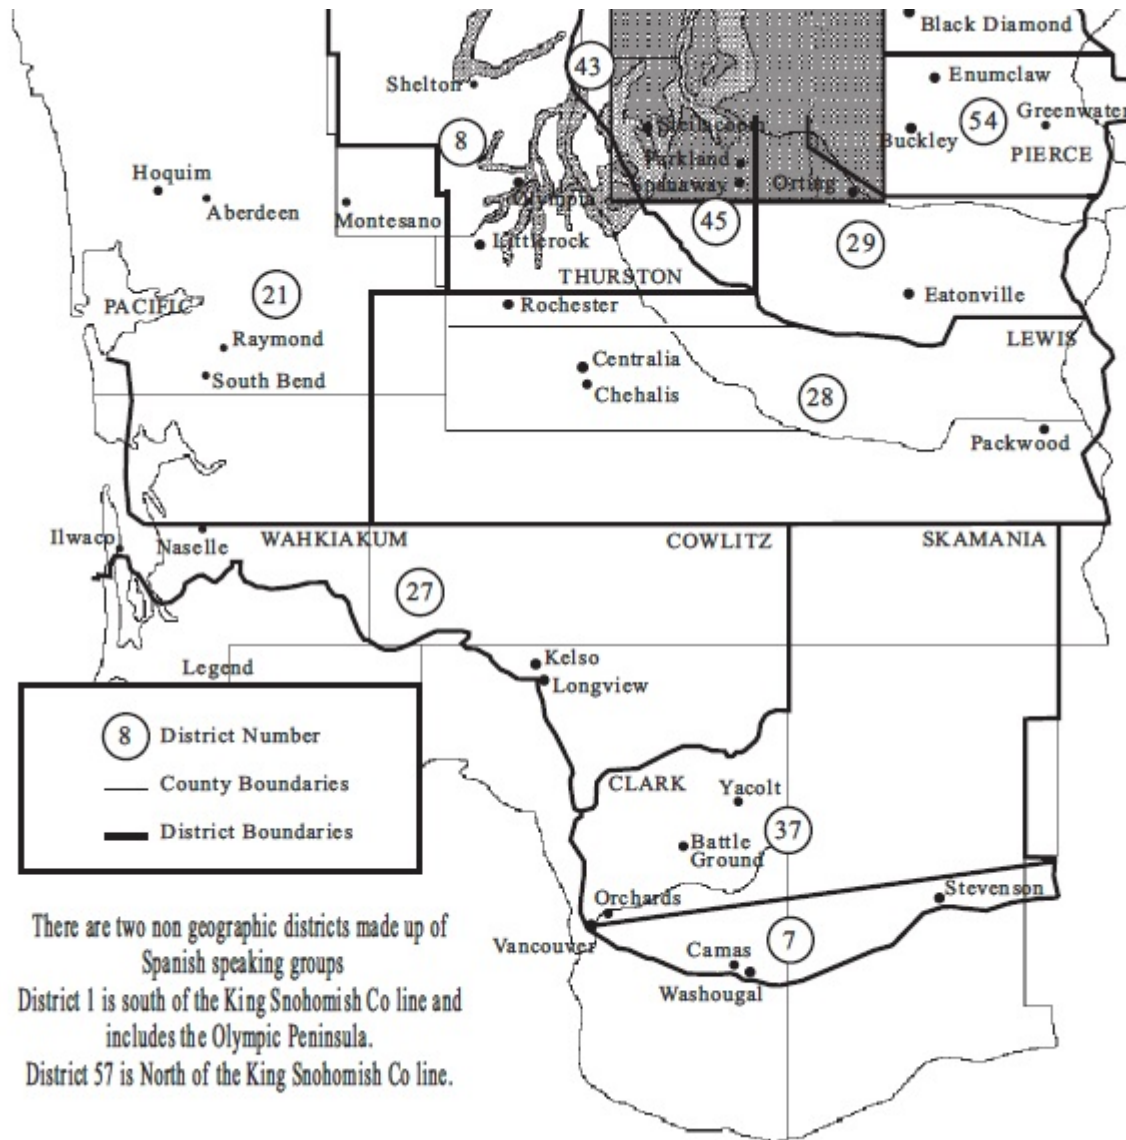 Black Diamond
43
Enumclaw
Shelton
54
Greenwater
8
Steilacoom
Buckley
PIERCE
Parkland
Hoquim
Spanaway
Orting
Olympia
Aberdeen
Montesano
45
Littlerock
29
THURSTON
21
Eatonville
PACIFIC
Rochester
Raymond
LEWIS
Centralia
South Bend
Chehalis
28
Packwood
Ilwaco
Naselle
WAHKIAKUM
COWLITZ
SKAMANIA
27
Kelso
Legend
Longview
8 District Number
County Boundaries
District Boundaries
CLARK
Yacolt
37
Battle
Ground
Stevenson
Orchards
Vancouver
7
Camas
Washougal
There are two non geographic districts made up of
Spanish speaking groups
District 1 is south of the King Snohomish Co line and
includes the Olympic Peninsula.
District 57 is North of the King Snohomish Co line.